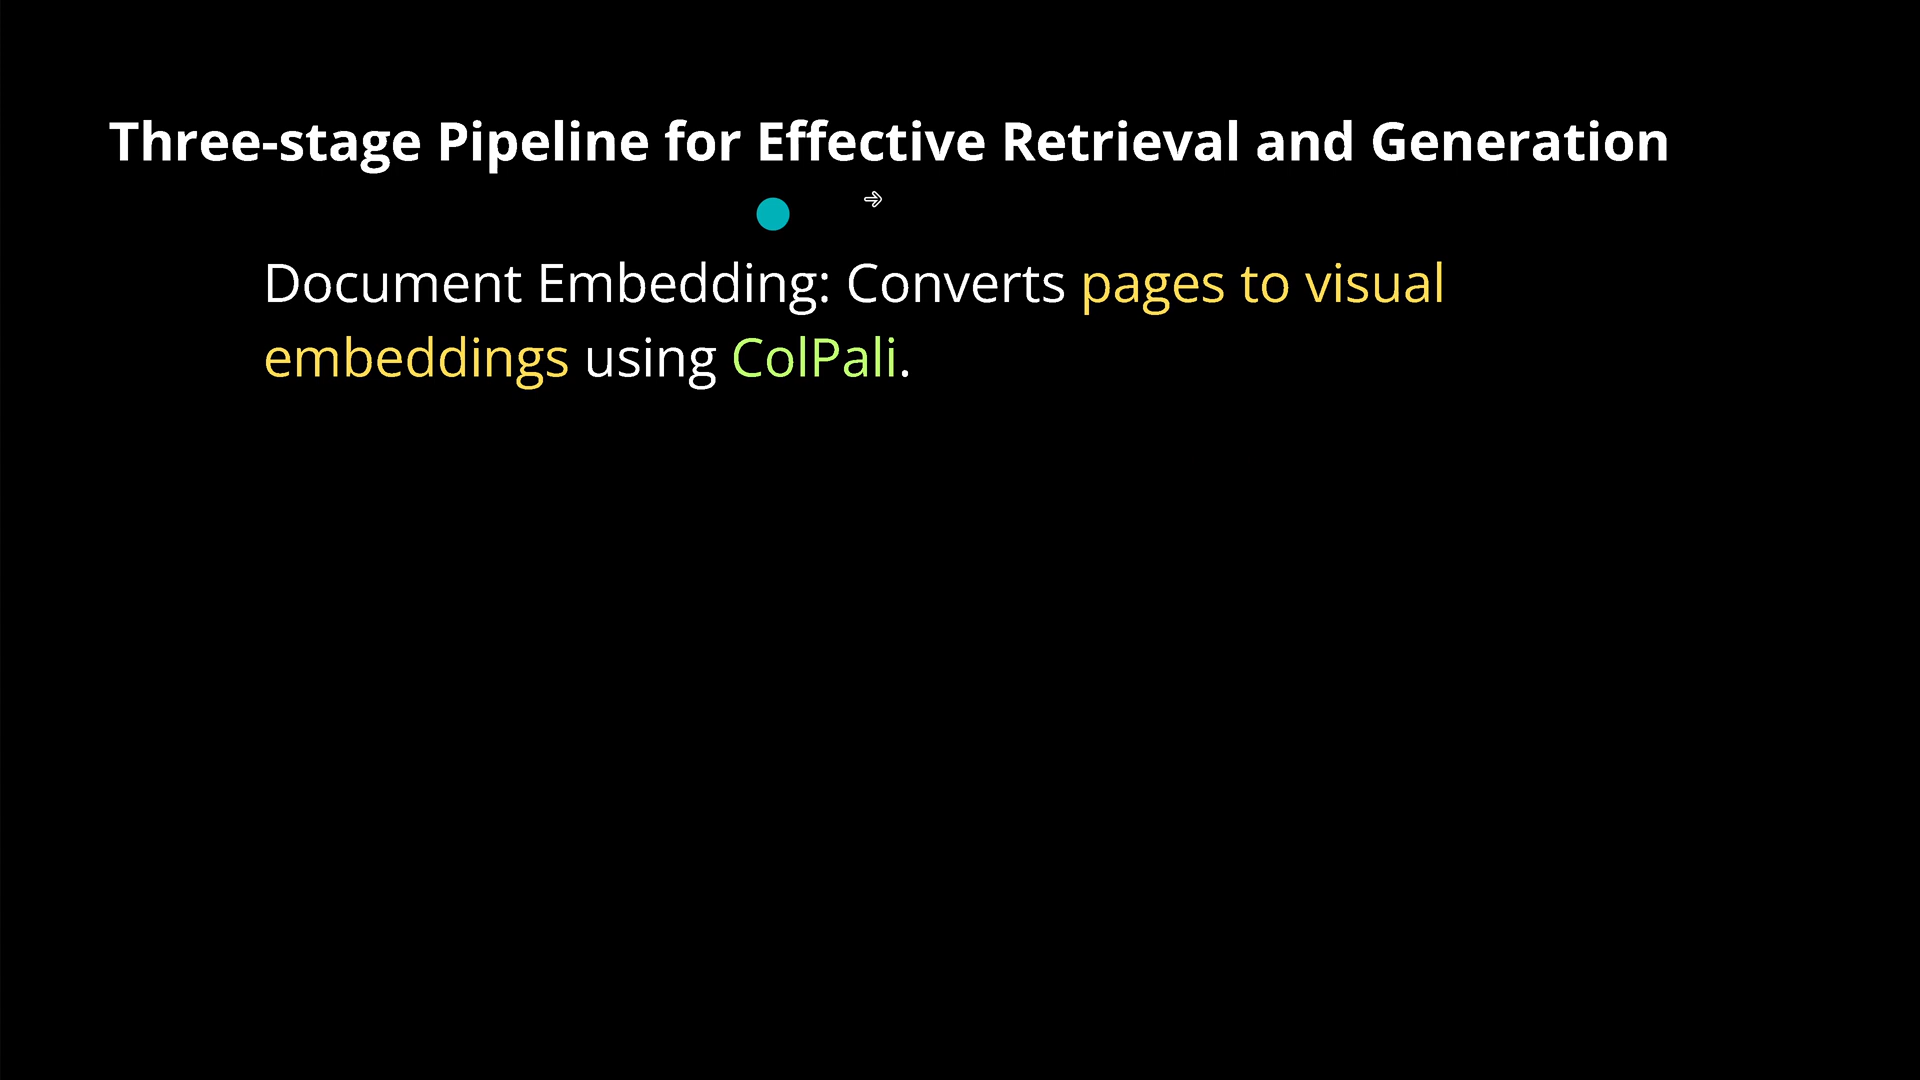 Three-stage Pipeline for Effective Retrieval and Generation
Document Embedding: Converts pages to visual
embeddings using ColPali.